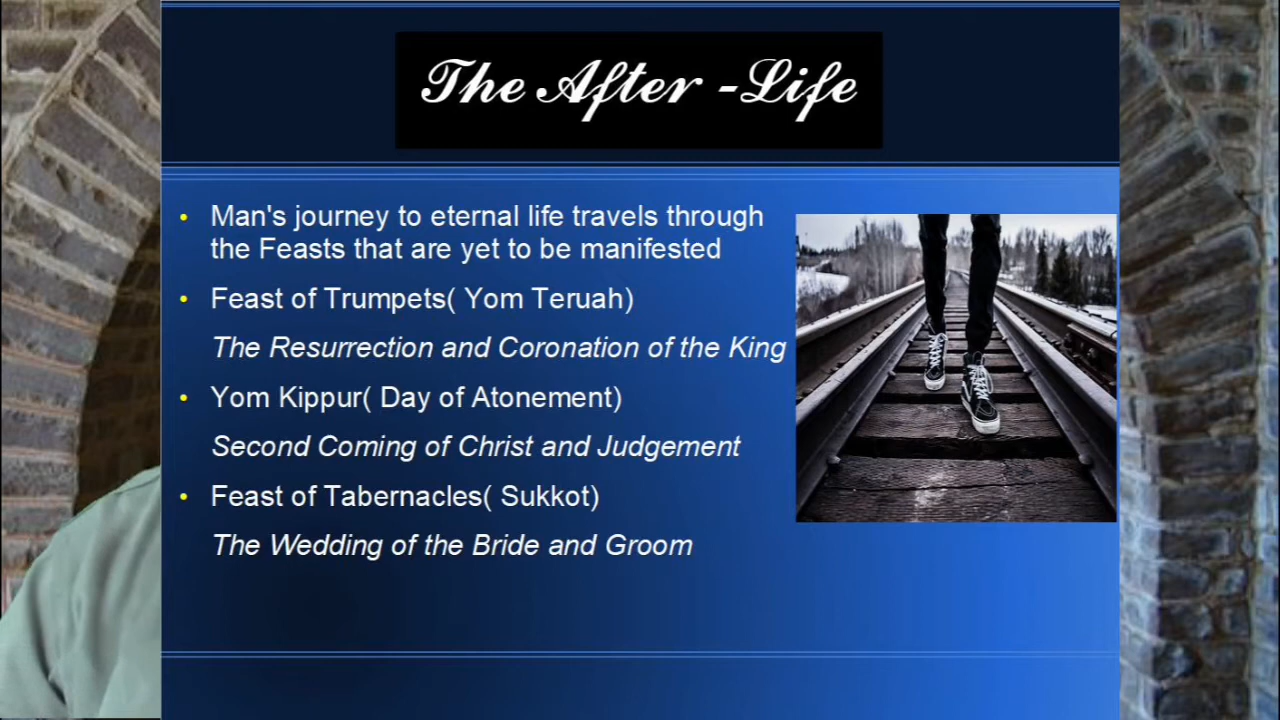 The After -Life
• Man's journey to eternal life travels through
the Feasts that are yet to be manifested
• Feast of Trumpets( Yom Teruah)
The Resurrection and Coronation of the King
• Yom Kippur( Day of Atonement)
Second Coming of Christ and Judgement
• Feast of Tabernacles( Sukkot)
The Wedding of the Bride and Groom